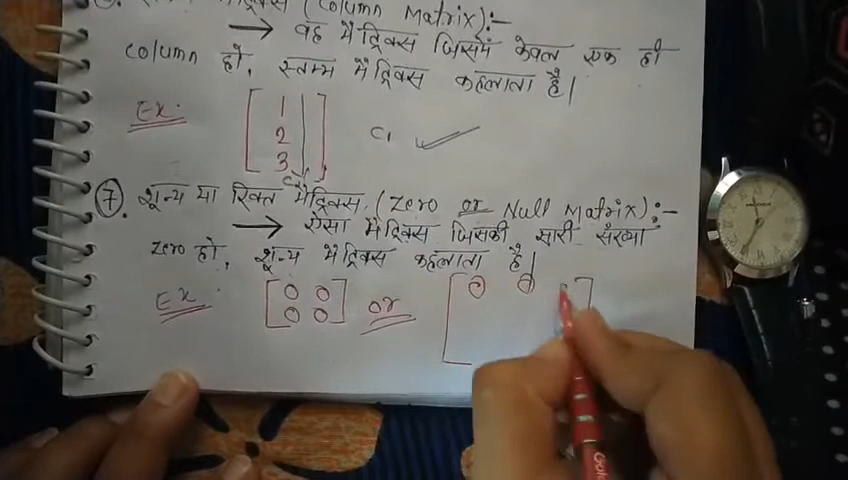 मैट्रिक्स (Column Matrix):-
→ वह मैट्रिक्स जिसमें केवल एक ही
column हो, स्तम्भ मैट्रिक्स कहलाता है|
Ex:
1
2
3
C₁
C₁
7. शून्य या रिक्त मैट्रिक्स. (Zero or Null Matrix):-
→ ऐसा मैट्रिक्स जिसकी सारी संख्या
zero हो, शून्य मैट्रिक्स कहलाता है|
Ex. [0 0 or [0 0
0 0]